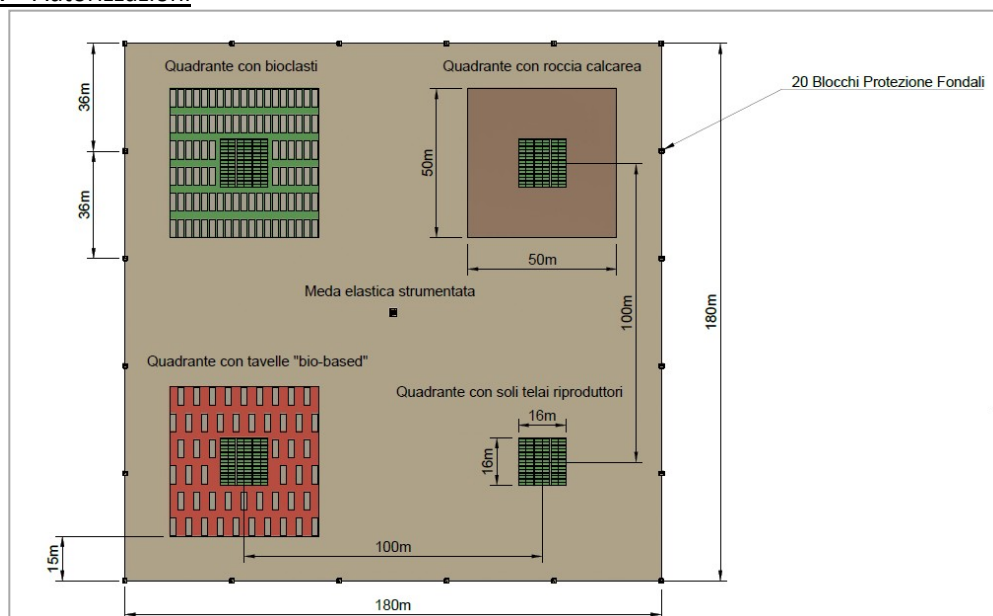 Autorizzazioni
Quadrante con bioclasti
Quadrante con roccia calcarea
20 Blocchi Protezione Fondali
36m
36m
50m
50m
100m
180m
Meda elastica strumentata
Quadrante con tavelle "bio-based"
Quadrante con soli telai riproduttori
16m
16m
15m
100m
180m